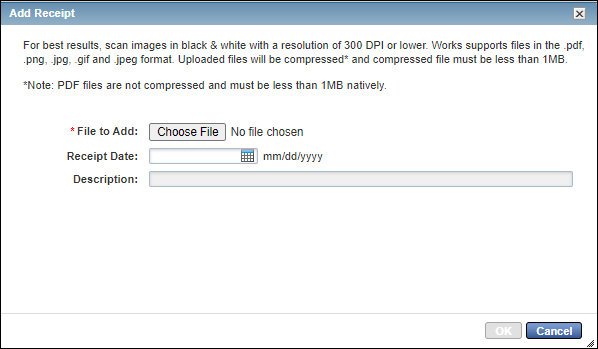 Add Receipt
For best results, scan images in black & white with a resolution of 300 DPI or lower. Works supports files in the .pdf,
.png, .jpg, .gif and .jpeg format. Uploaded files will be compressed* and compressed file must be less than 1MB.
*Note: PDF files are not compressed and must be less than 1MB natively.
* File to Add: Choose File No file chosen
Receipt Date: mm/dd/yyyy
Description:
OK Cancel